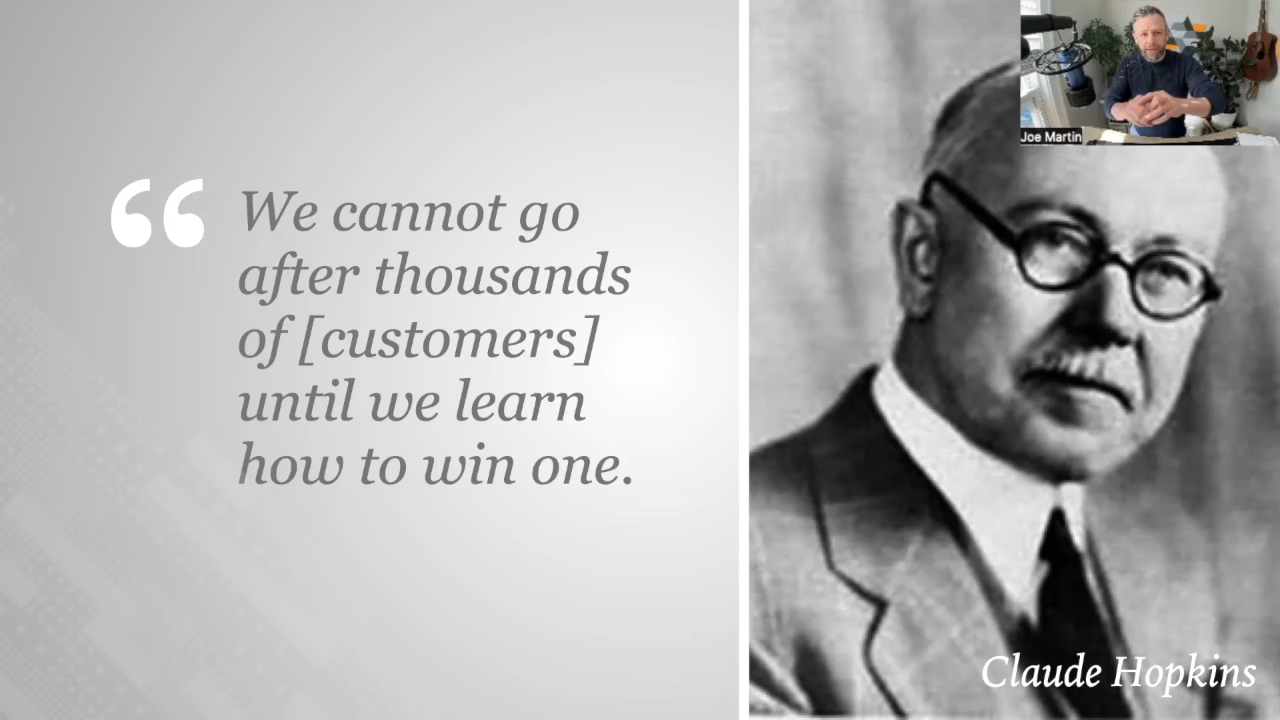 “
We cannot go
after thousands
of [customers]
until we learn
how to win one.
Joe Martin
Claude Hopkins